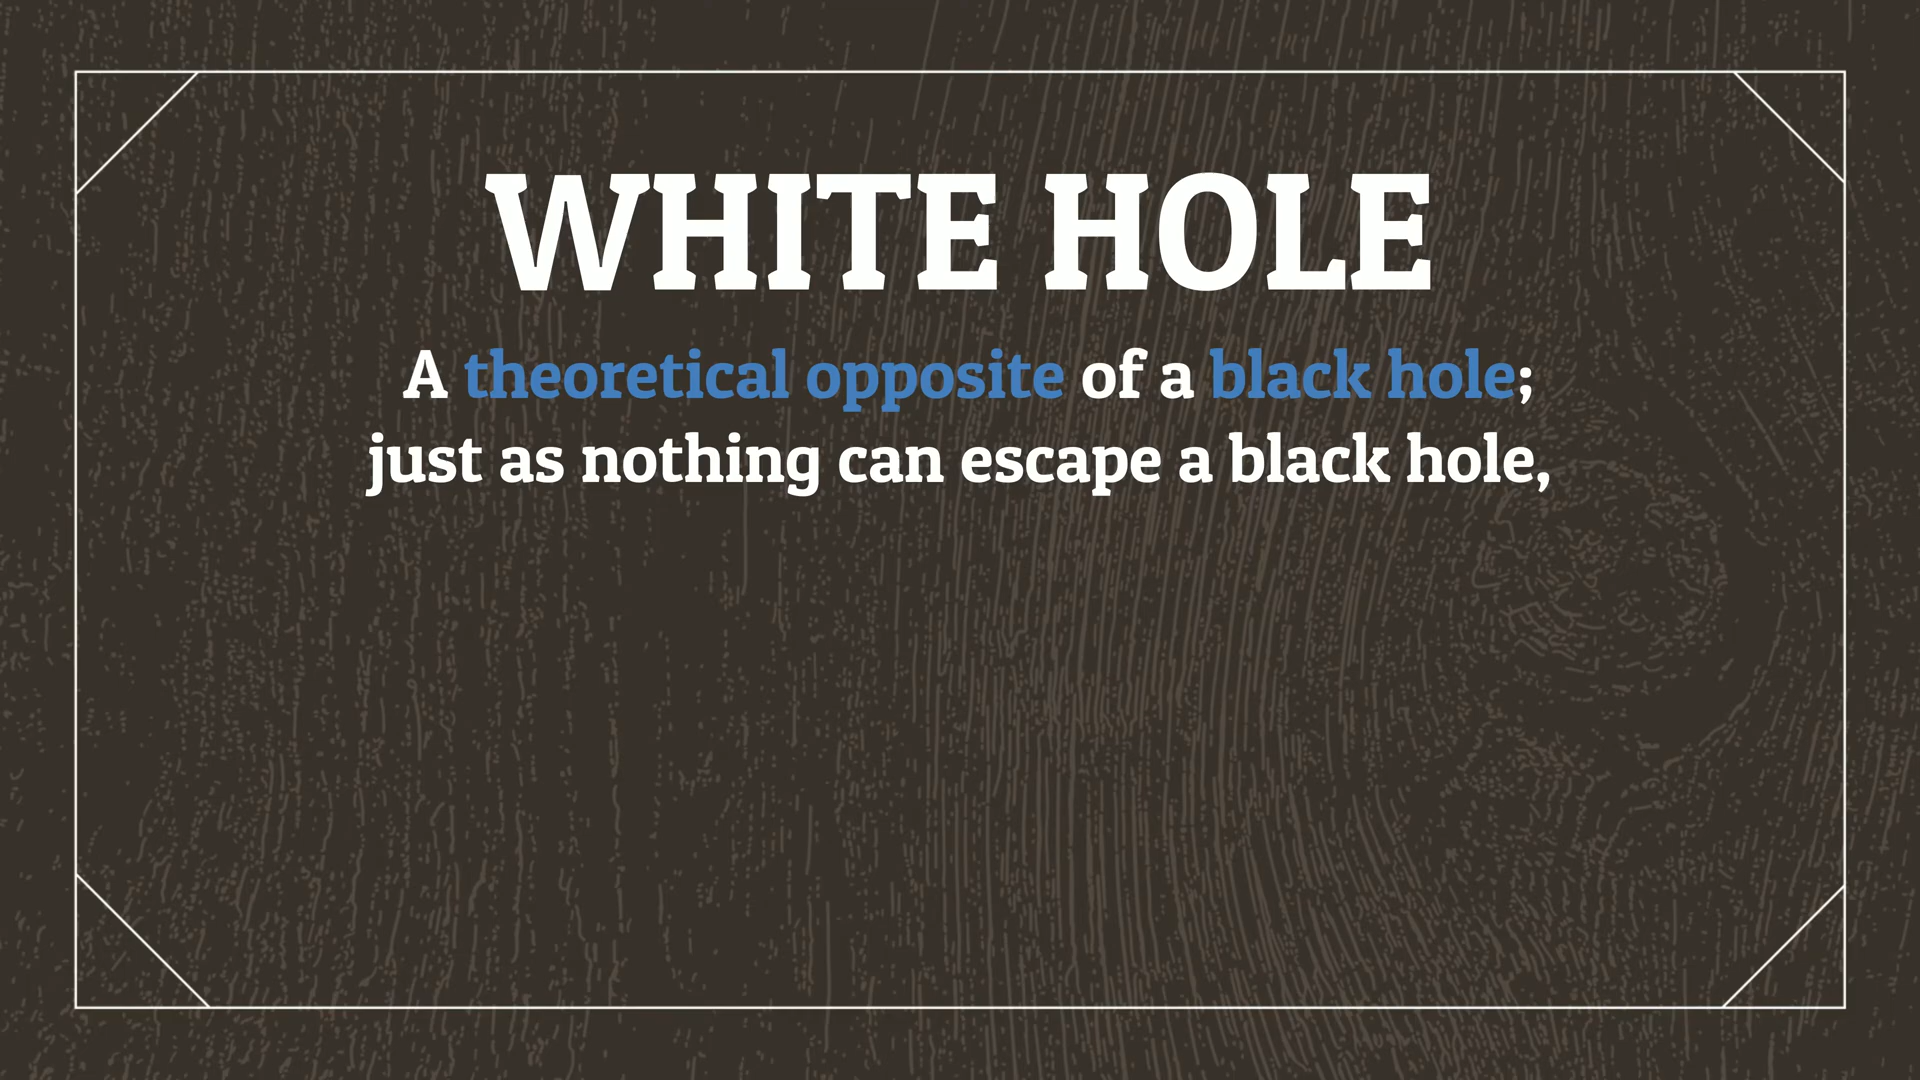 WHITE HOLE
A theoretical opposite of a black hole;
just as nothing can escape a black hole,